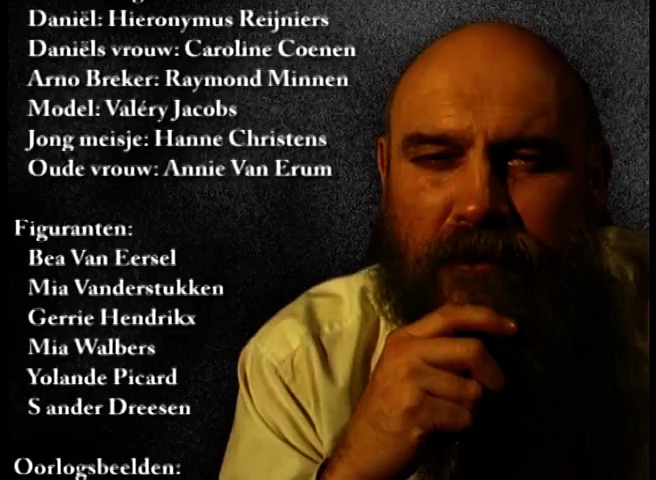 Daniël: Hieronymus Reijniers
Daniëls vrouw: Caroline Coenen
Arno Breker: Raymond Minnen
Model: Valéry Jacobs
Jong meisje: Hanne Christens
Oude vrouw: Annie Van Erum
Figuranten:
Bea Van Eersel
Mia Vanderstukken
Gerrie Hendrikx
Mia Walbers
Yolande Picard
Sander Dreesen
Oorlogsbeelden: